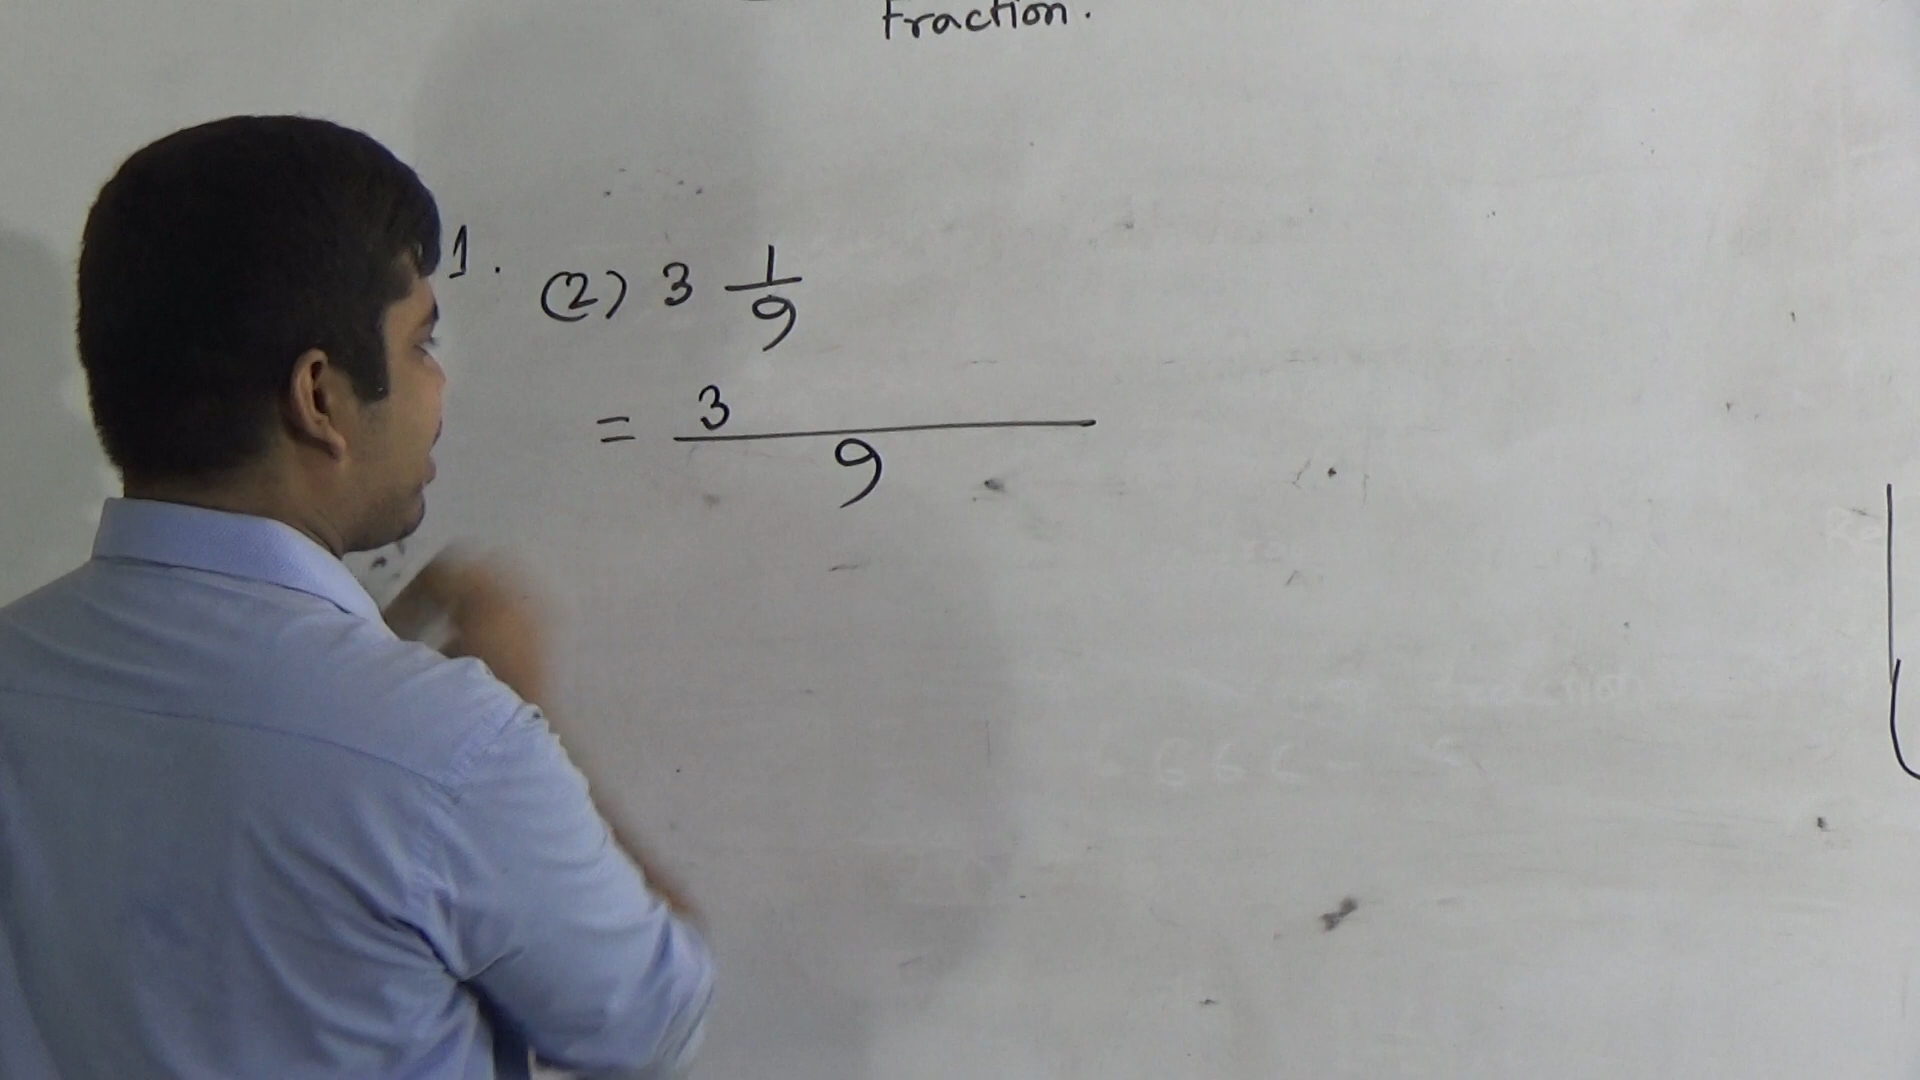 Fraction.
1. (2) 3 1/9
= 3/9